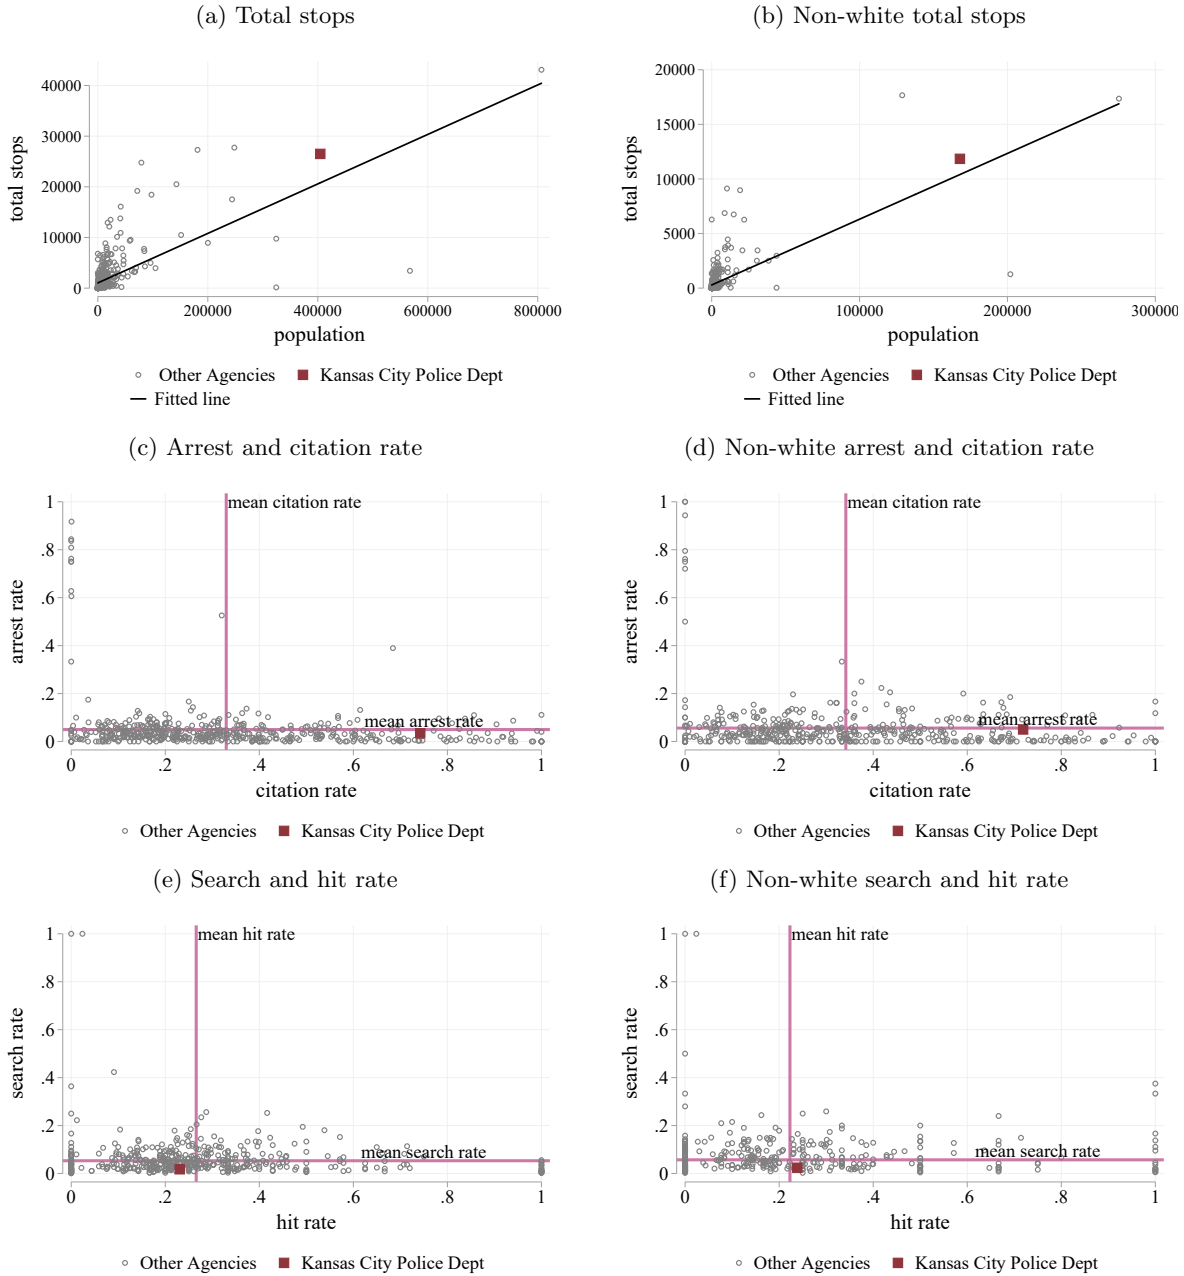 (a) Total stops
total stops
40000
30000
20000
10000
0
0 200000 400000 600000 800000
population
Other Agencies Kansas City Police Dept
Fitted line
(b) Non-white total stops
total stops
20000
15000
10000
5000
0
0 100000 200000 300000
population
Other Agencies Kansas City Police Dept
Fitted line
(c) Arrest and citation rate
mean citation rate
arrest rate
1
.8
.6
.4
.2
0
mean arrest rate
0 .2 .4 .6 .8 1
citation rate
Other Agencies Kansas City Police Dept
(d) Non-white arrest and citation rate
mean citation rate
arrest rate
1
.8
.6
.4
.2
0
mean arrest rate
0 .2 .4 .6 .8 1
citation rate
Other Agencies Kansas City Police Dept
(e) Search and hit rate
mean hit rate
search rate
1
.8
.6
.4
.2
0
mean search rate
0 .2 .4 .6 .8 1
hit rate
Other Agencies Kansas City Police Dept
(f) Non-white search and hit rate
mean hit rate
search rate
1
.8
.6
.4
.2
0
mean search rate
0 .2 .4 .6 .8 1
hit rate
Other Agencies Kansas City Police Dept